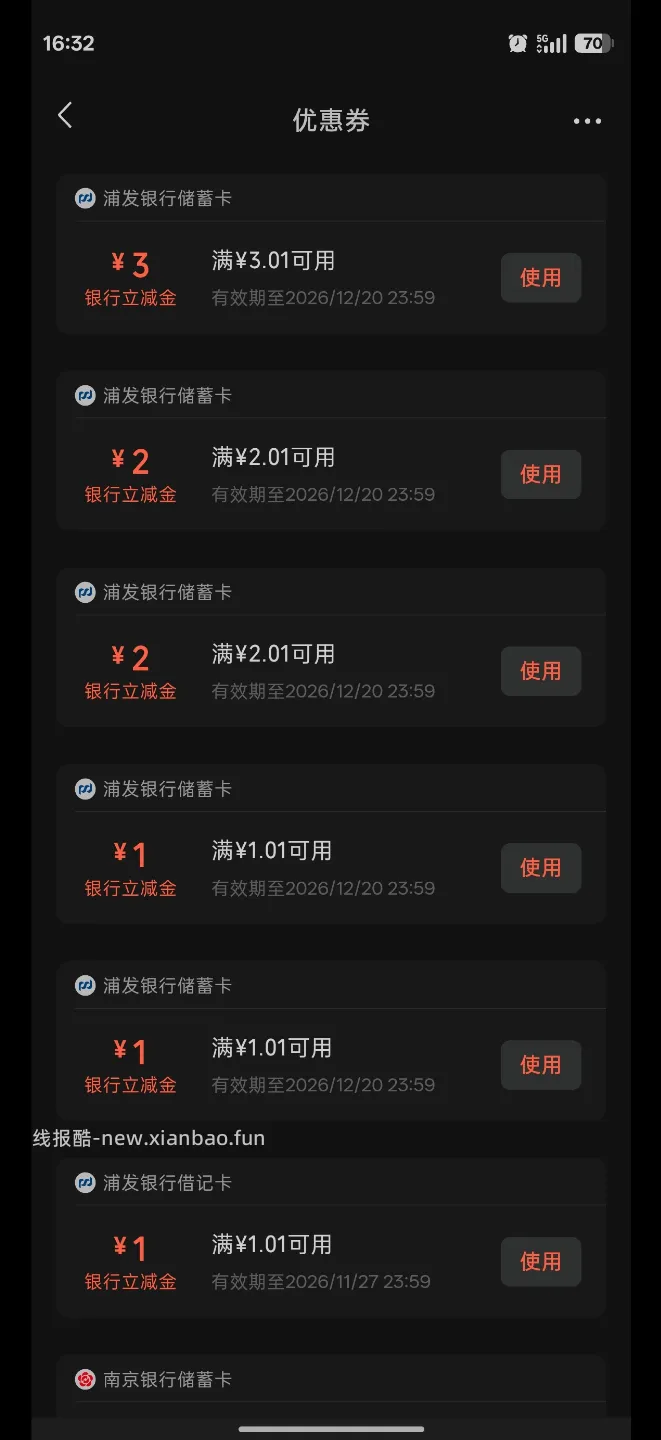 16:32
5G
70
优惠券
浦发银行储蓄卡
¥3
满¥3.01可用
银行立减金
有效期至2026/12/20 23:59
使用
浦发银行储蓄卡
¥2
满¥2.01可用
银行立减金
有效期至2026/12/20 23:59
使用
浦发银行储蓄卡
¥2
满¥2.01可用
银行立减金
有效期至2026/12/20 23:59
使用
浦发银行储蓄卡
¥1
满¥1.01可用
银行立减金
有效期至2026/12/20 23:59
使用
浦发银行储蓄卡
¥1
满¥1.01可用
银行立减金
有效期至2026/12/20 23:59
使用
线报酷-new.xianbao.fun
浦发银行借记卡
¥1
满¥1.01可用
银行立减金
有效期至2026/11/27 23:59
使用
南京银行储蓄卡